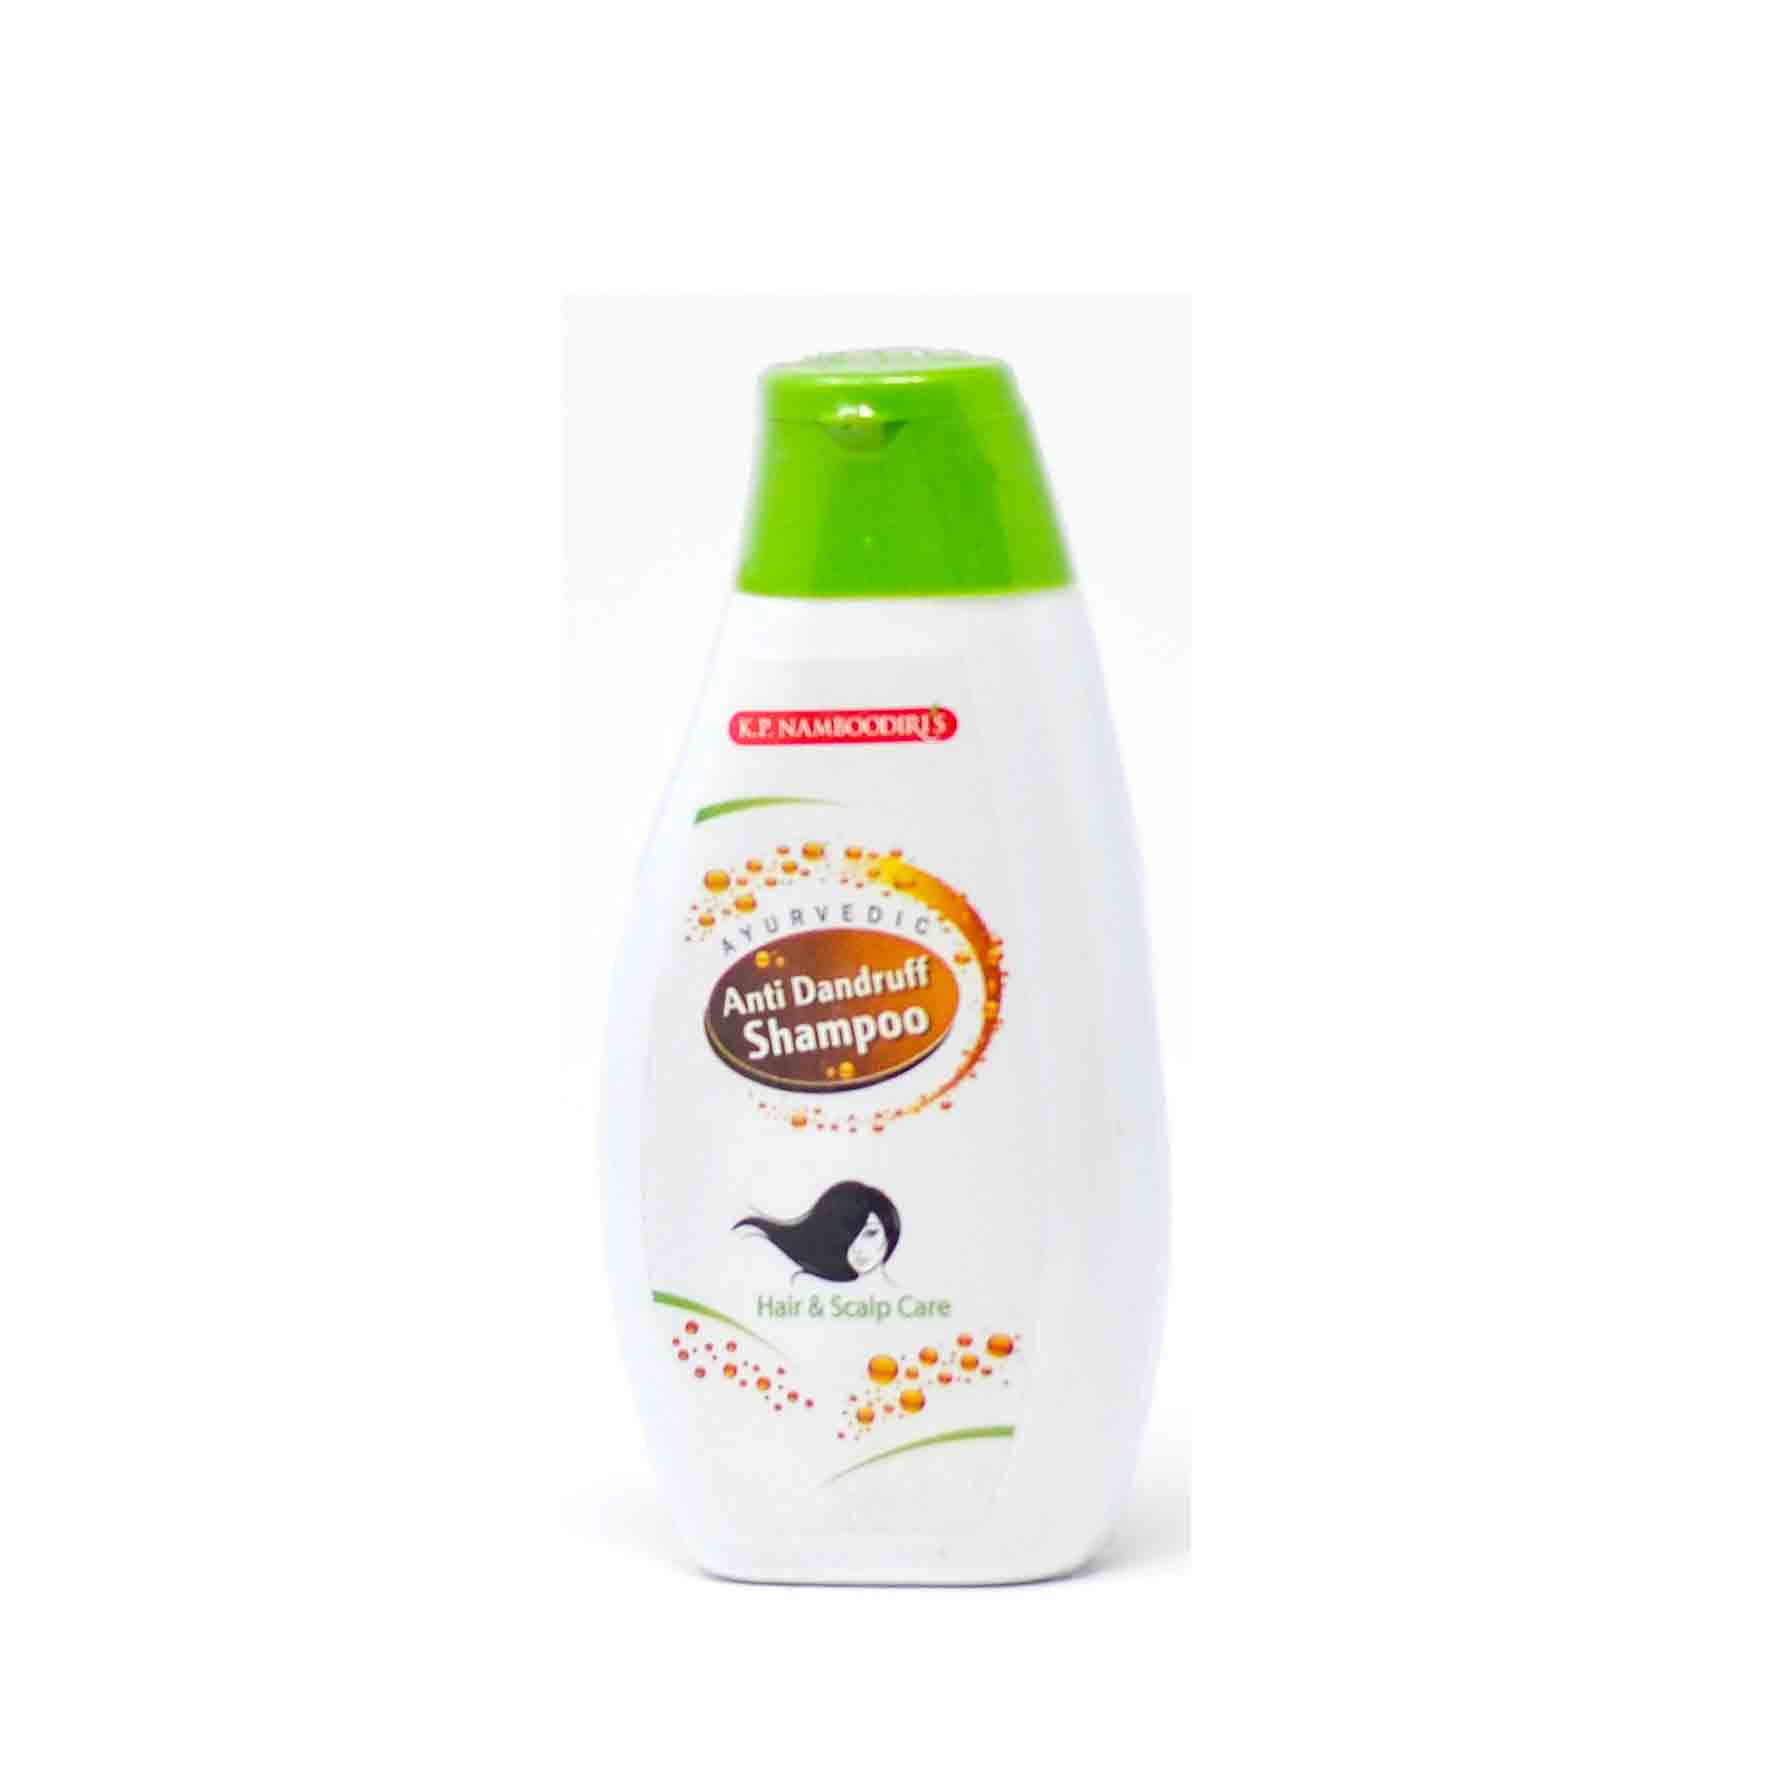 K.P. NAMBOODIRI'S
AYURVEDIC
Anti Dandruff
Shampoo
Hair & Scalp Care